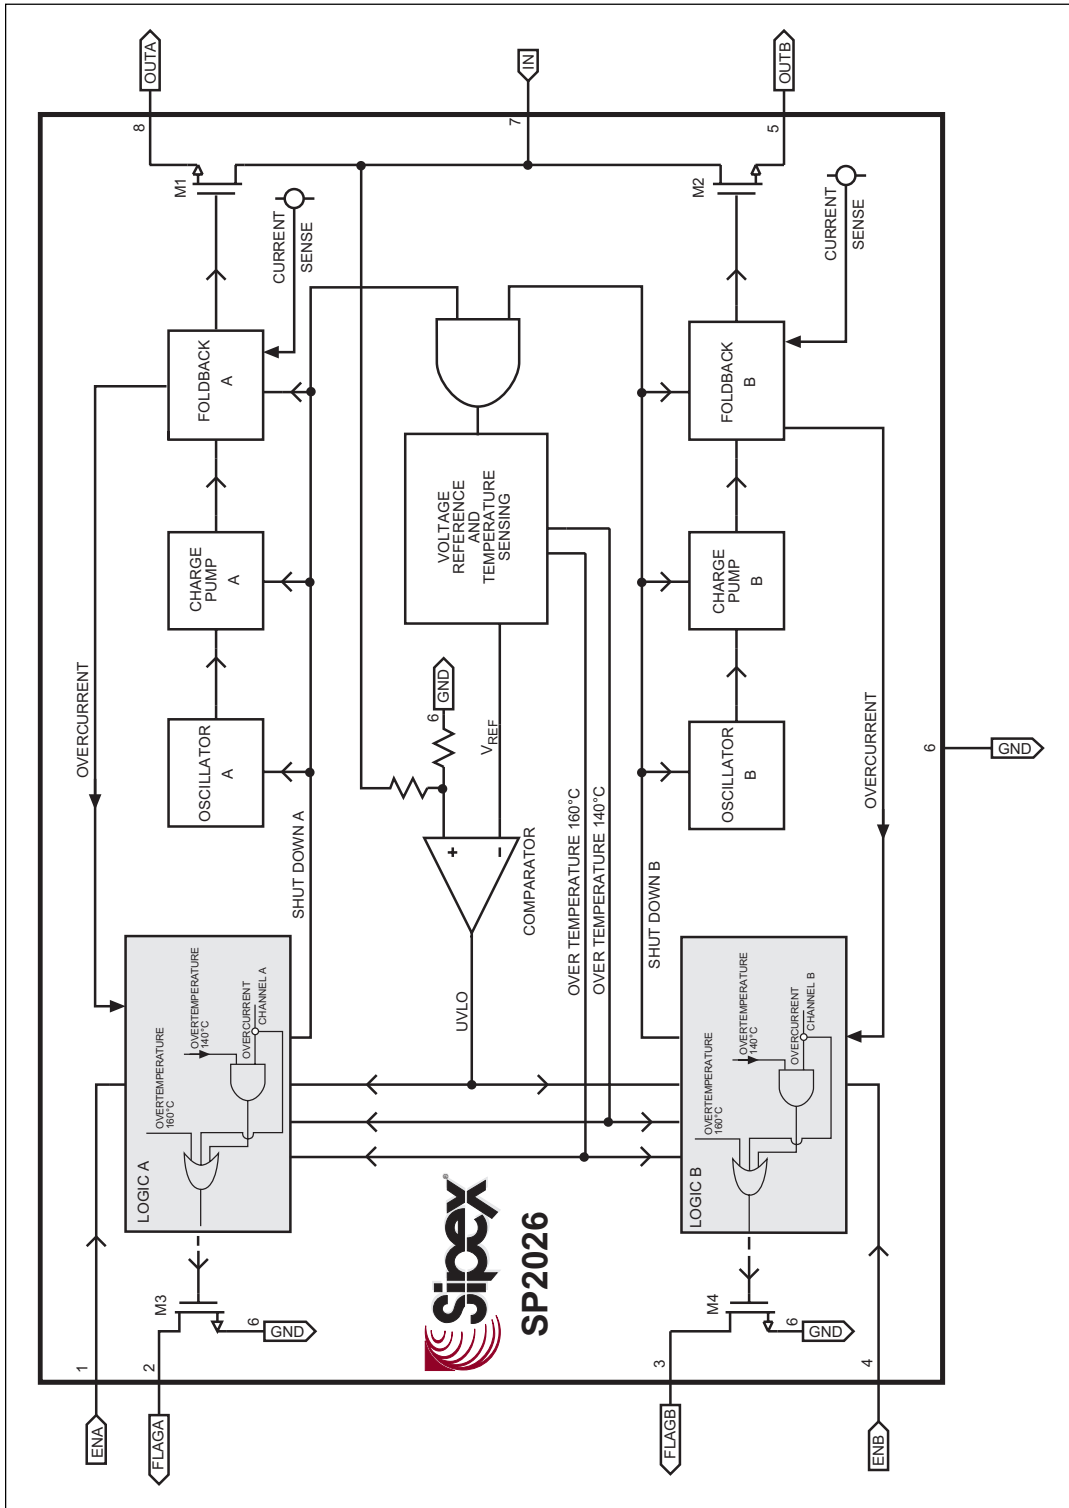 ENA
1
FLAGA
2
M3
6
GND
LOGIC A
OVERTEMPERATURE
160°C
OVERTEMPERATURE
140°C
OVERCURRENT
CHANNEL A
OVERCURRENT
SHUT DOWN A
OSCILLATOR
A
CHARGE
PUMP
A
FOLDBACK
A
CURRENT
SENSE
M1
8
OUTA
Sipex
SP2026
UVLO
COMPARATOR
+
–
VREF
6
GND
VOLTAGE
REFERENCE
AND
TEMPERATURE
SENSING
OVER TEMPERATURE 160°C
OVER TEMPERATURE 140°C
7
IN
FLAGB
3
M4
6
GND
ENB
4
LOGIC B
OVERTEMPERATURE
160°C
OVERTEMPERATURE
140°C
OVERCURRENT
CHANNEL B
SHUT DOWN B
OSCILLATOR
B
CHARGE
PUMP
B
FOLDBACK
B
CURRENT
SENSE
M2
5
OUTB
OVERCURRENT
6
GND